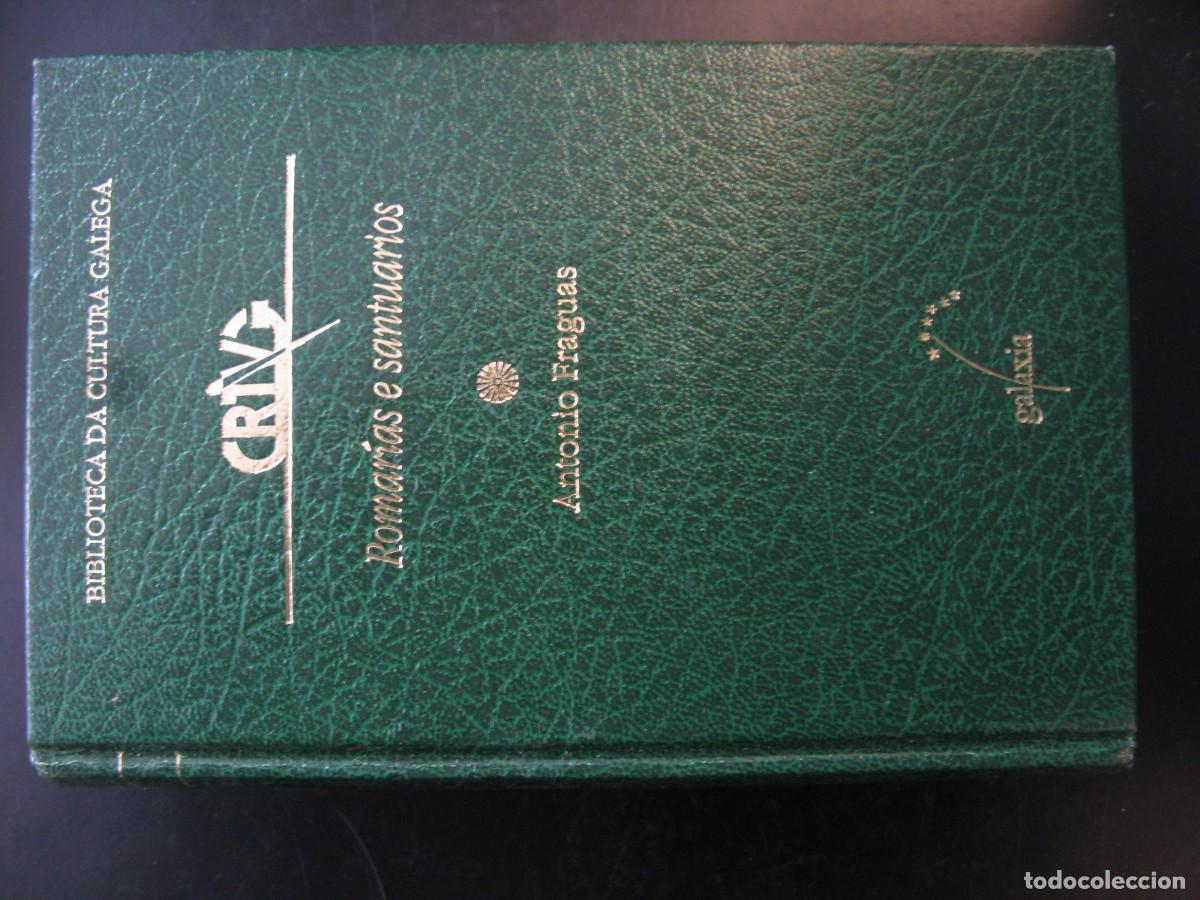 BIBLIOTECA DA CULTURA GALEGA
CRTVG
Romarías e santuarios
Antonio Fraguas
galaxia
todocoleccion